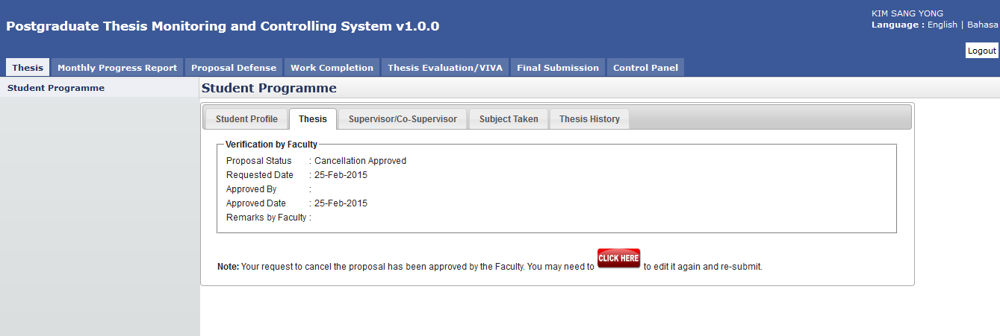 KIM SANG YONG
Postgraduate Thesis Monitoring and Controlling System v1.0.0
Language : English | Bahasa
Logout
Thesis Monthly Progress Report Proposal Defense Work Completion Thesis Evaluation/VIVA Final Submission Control Panel
Student Programme
Student Programme
Student Profile Thesis Supervisor/Co-Supervisor Subject Taken Thesis History
Verification by Faculty
Proposal Status : Cancellation Approved
Requested Date : 25-Feb-2015
Approved By :
Approved Date : 25-Feb-2015
Remarks by Faculty :
Note: Your request to cancel the proposal has been approved by the Faculty. You may need to CLICK HERE to edit it again and re-submit.